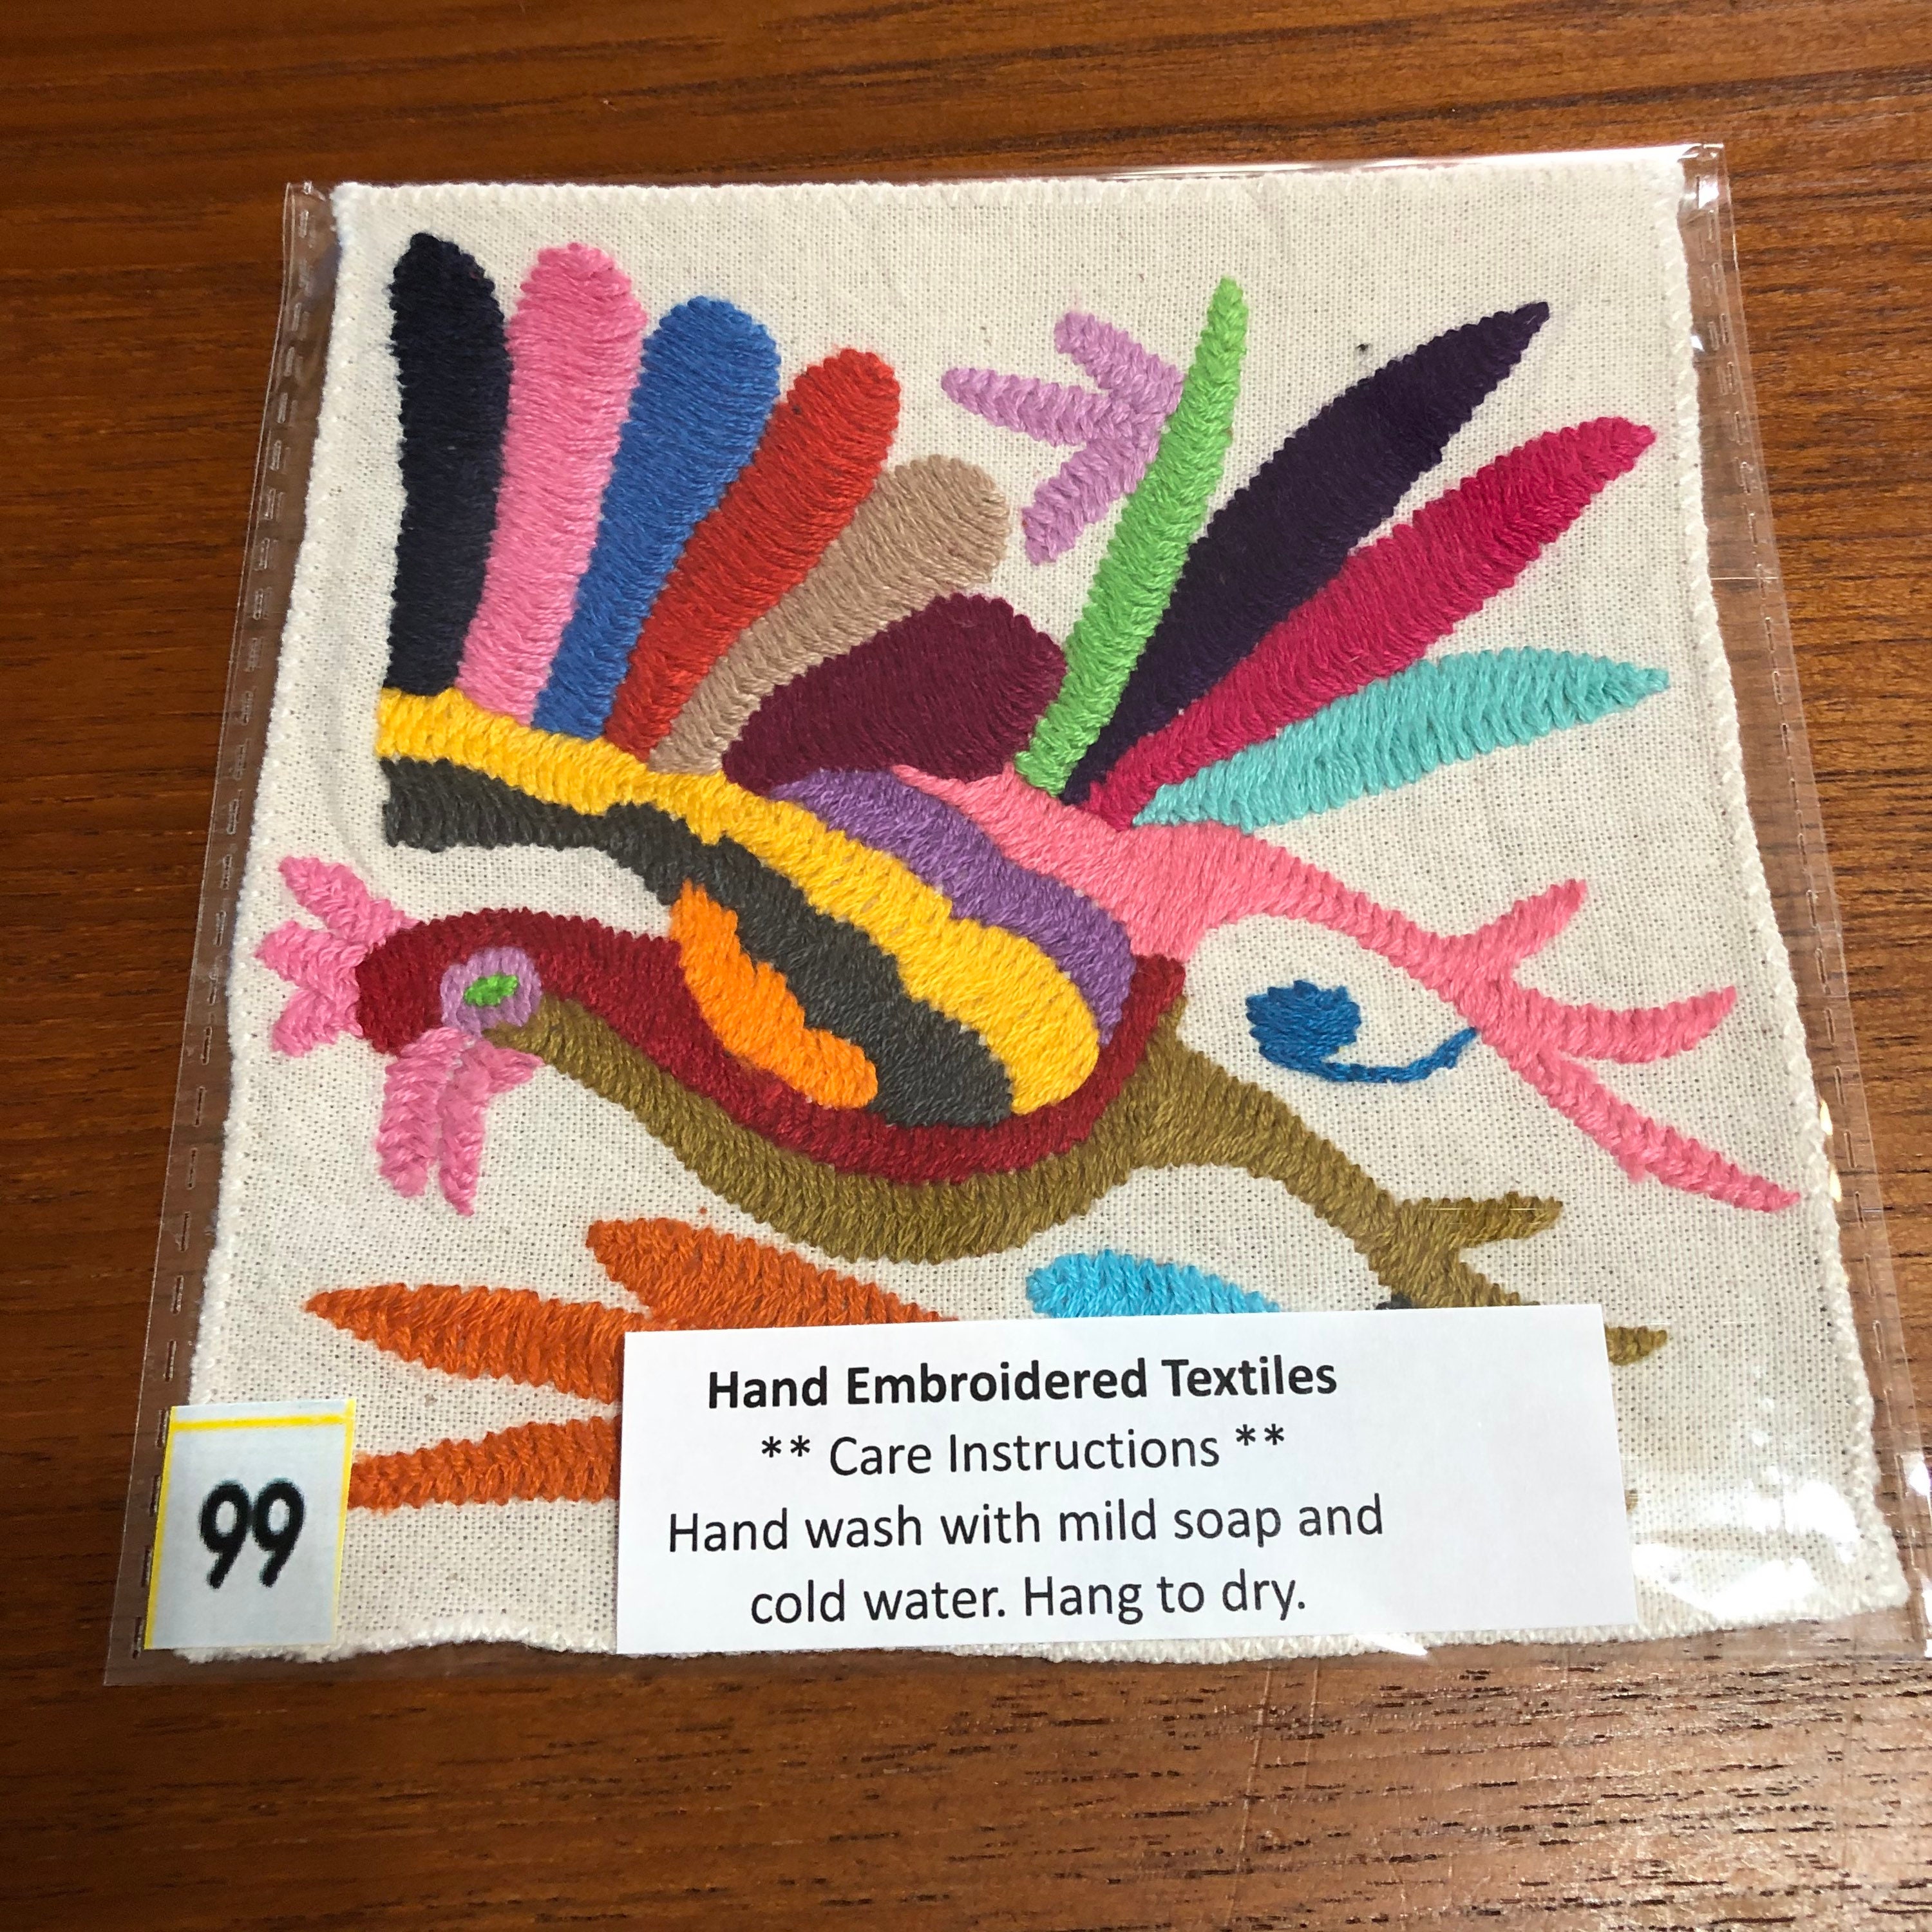 Hand Embroidered Textiles
** Care Instructions **
Hand wash with mild soap and
cold water. Hang to dry.
99